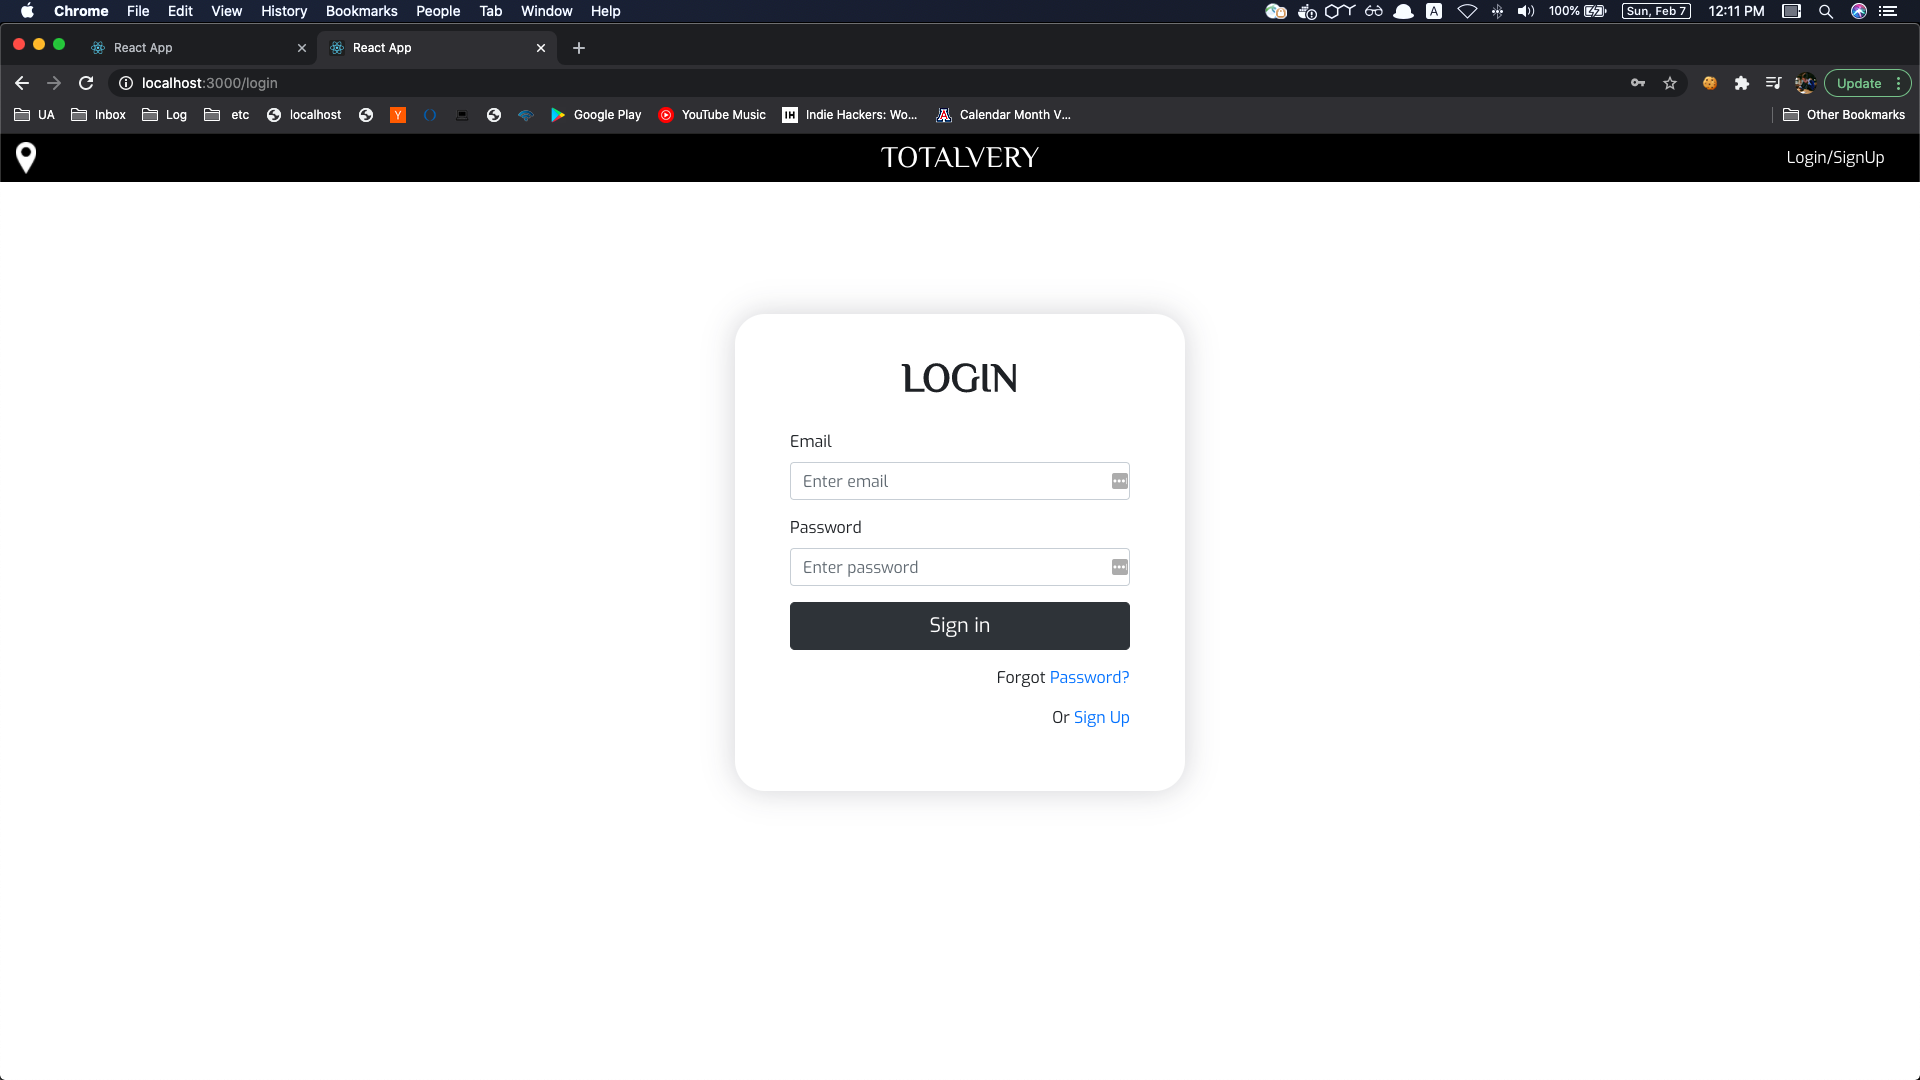 Chrome File Edit View History Bookmarks People Tab Window Help A 100% Sun, Feb 7 12:11 PM
React App React App
localhost:3000/login Update
UA Inbox Log etc localhost Y Google Play YouTube Music IH Indie Hackers: Wo... A Calendar Month V... Other Bookmarks
TOTALVERY Login/SignUp
LOGIN
Email
Enter email
Password
Enter password
Sign in
Forgot Password?
Or Sign Up